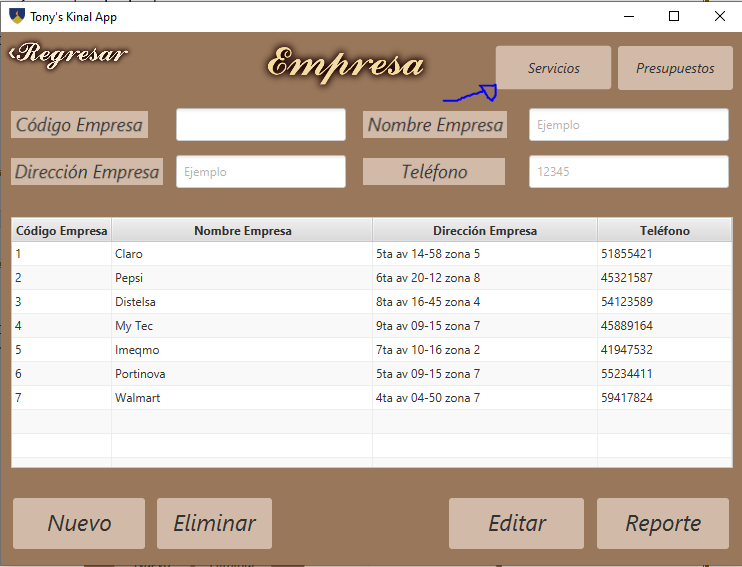 Tony's Kinal App
‹Regresar
Empresa
Servicios
Presupuestos
Código Empresa
Nombre Empresa
Ejemplo
Dirección Empresa
Ejemplo
Teléfono
12345
Código Empresa Nombre Empresa Dirección Empresa Teléfono
1 Claro 5ta av 14-58 zona 5 51855421
2 Pepsi 6ta av 20-12 zona 8 45321587
3 Distelsa 8ta av 16-45 zona 4 54123589
4 My Tec 9ta av 09-15 zona 7 45889164
5 Imeqmo 7ta av 10-16 zona 2 41947532
6 Portinova 5ta av 09-15 zona 7 55234411
7 Walmart 4ta av 04-50 zona 7 59417824
Nuevo
Eliminar
Editar
Reporte